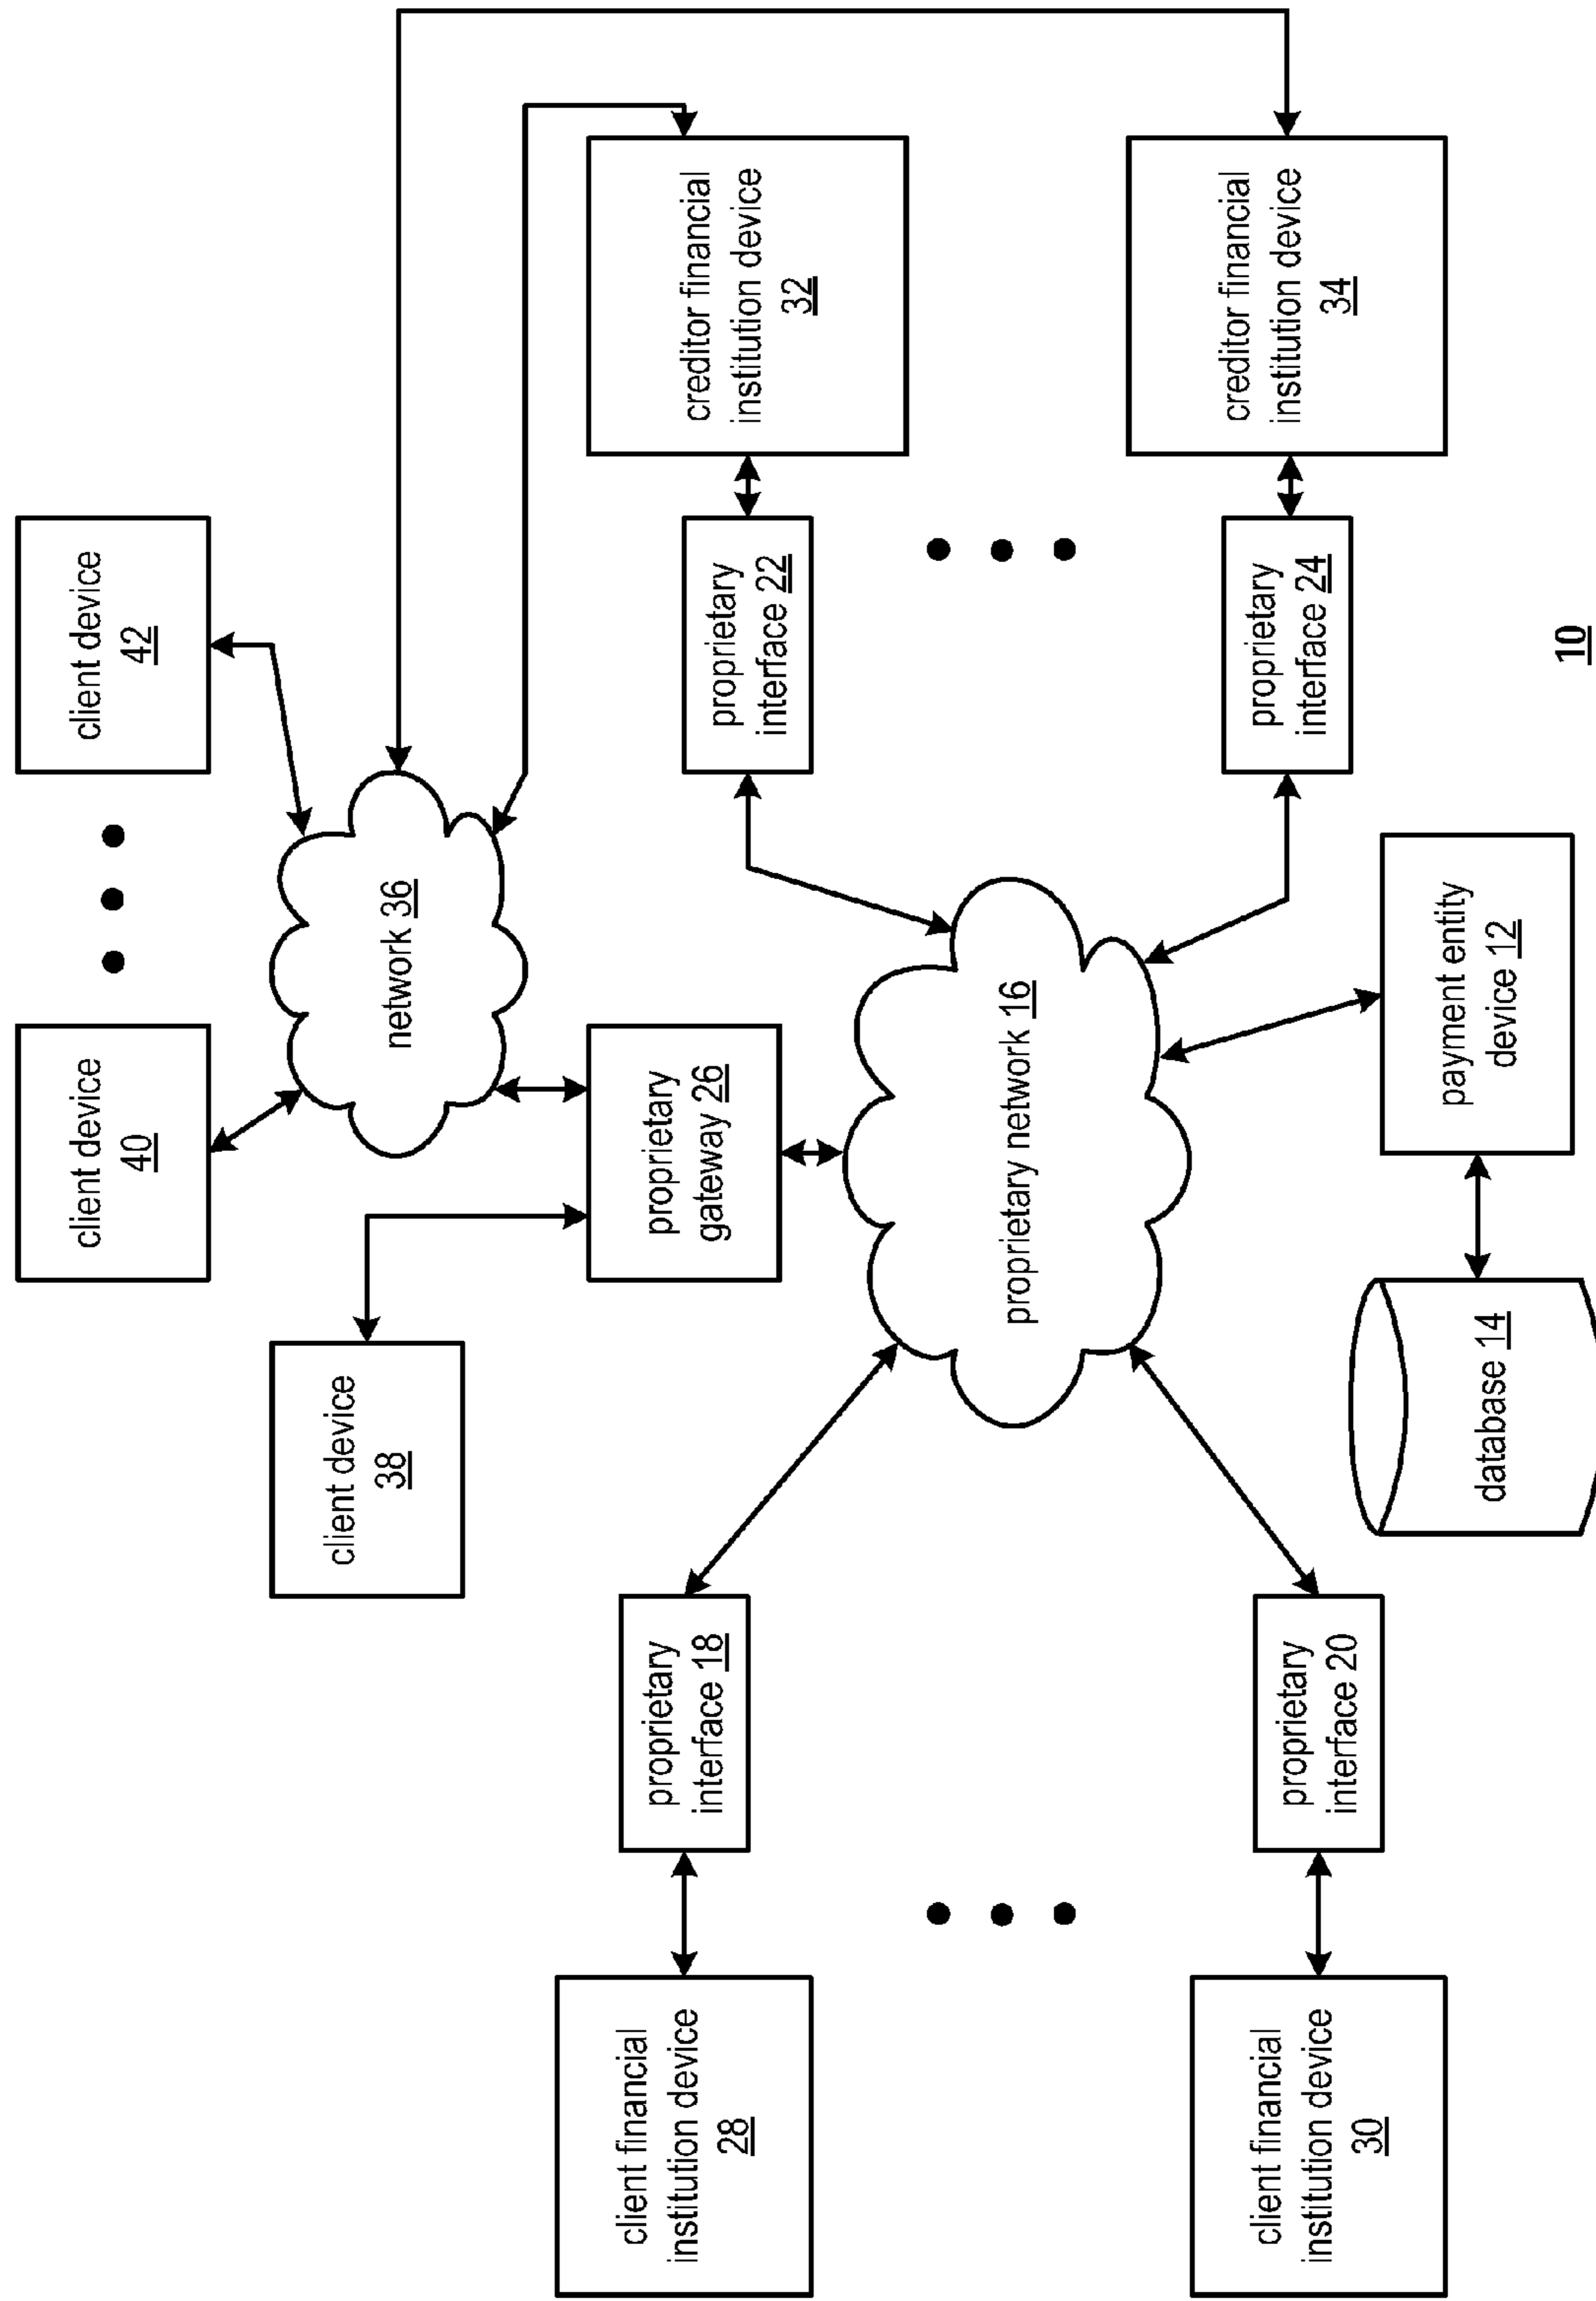 client device
40
client device
42
client device
38
network 36
proprietary
gateway 26
creditor financial
institution device
32
client financial
institution device
28
proprietary
interface 18
proprietary
interface 22
proprietary network 16
client financial
institution device
30
proprietary
interface 20
proprietary
interface 24
creditor financial
institution device
34
database 14
payment entity
device 12
10